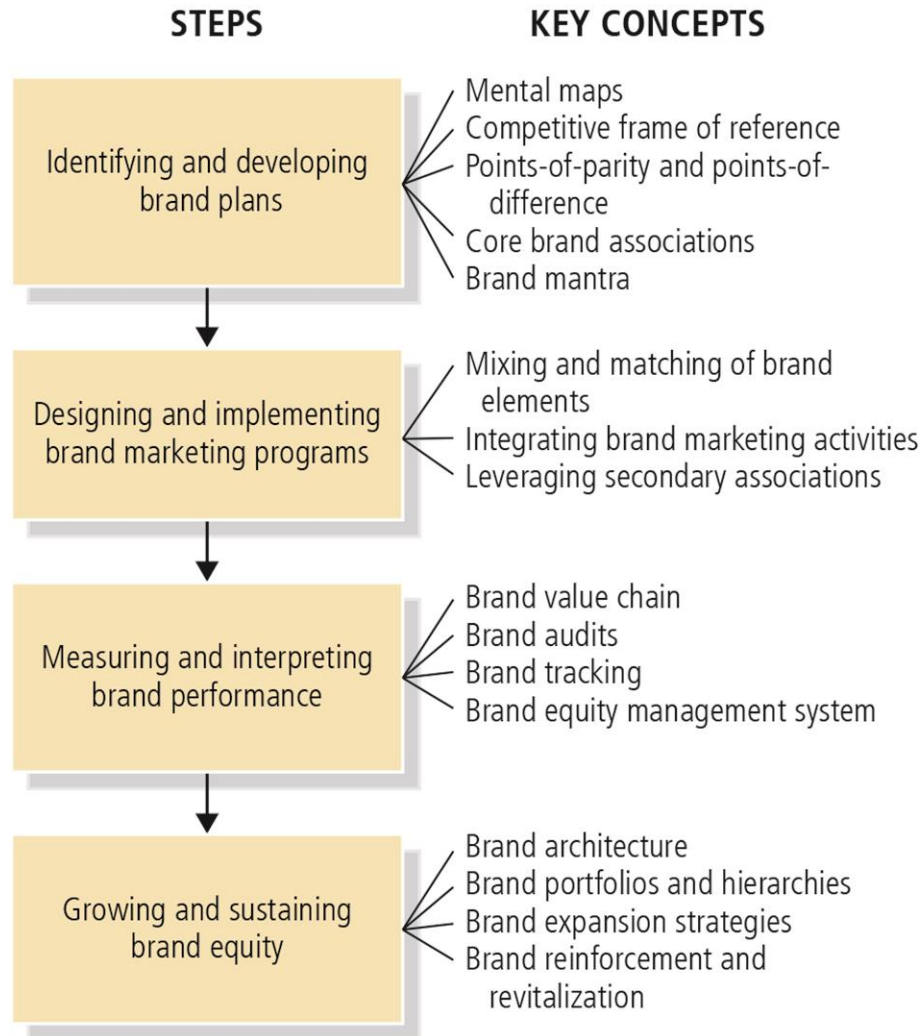 STEPS
KEY CONCEPTS
Identifying and developing
brand plans
Mental maps
Competitive frame of reference
Points-of-parity and points-of-
difference
Core brand associations
Brand mantra
Designing and implementing
brand marketing programs
Mixing and matching of brand
elements
Integrating brand marketing activities
Leveraging secondary associations
Measuring and interpreting
brand performance
Brand value chain
Brand audits
Brand tracking
Brand equity management system
Growing and sustaining
brand equity
Brand architecture
Brand portfolios and hierarchies
Brand expansion strategies
Brand reinforcement and
revitalization